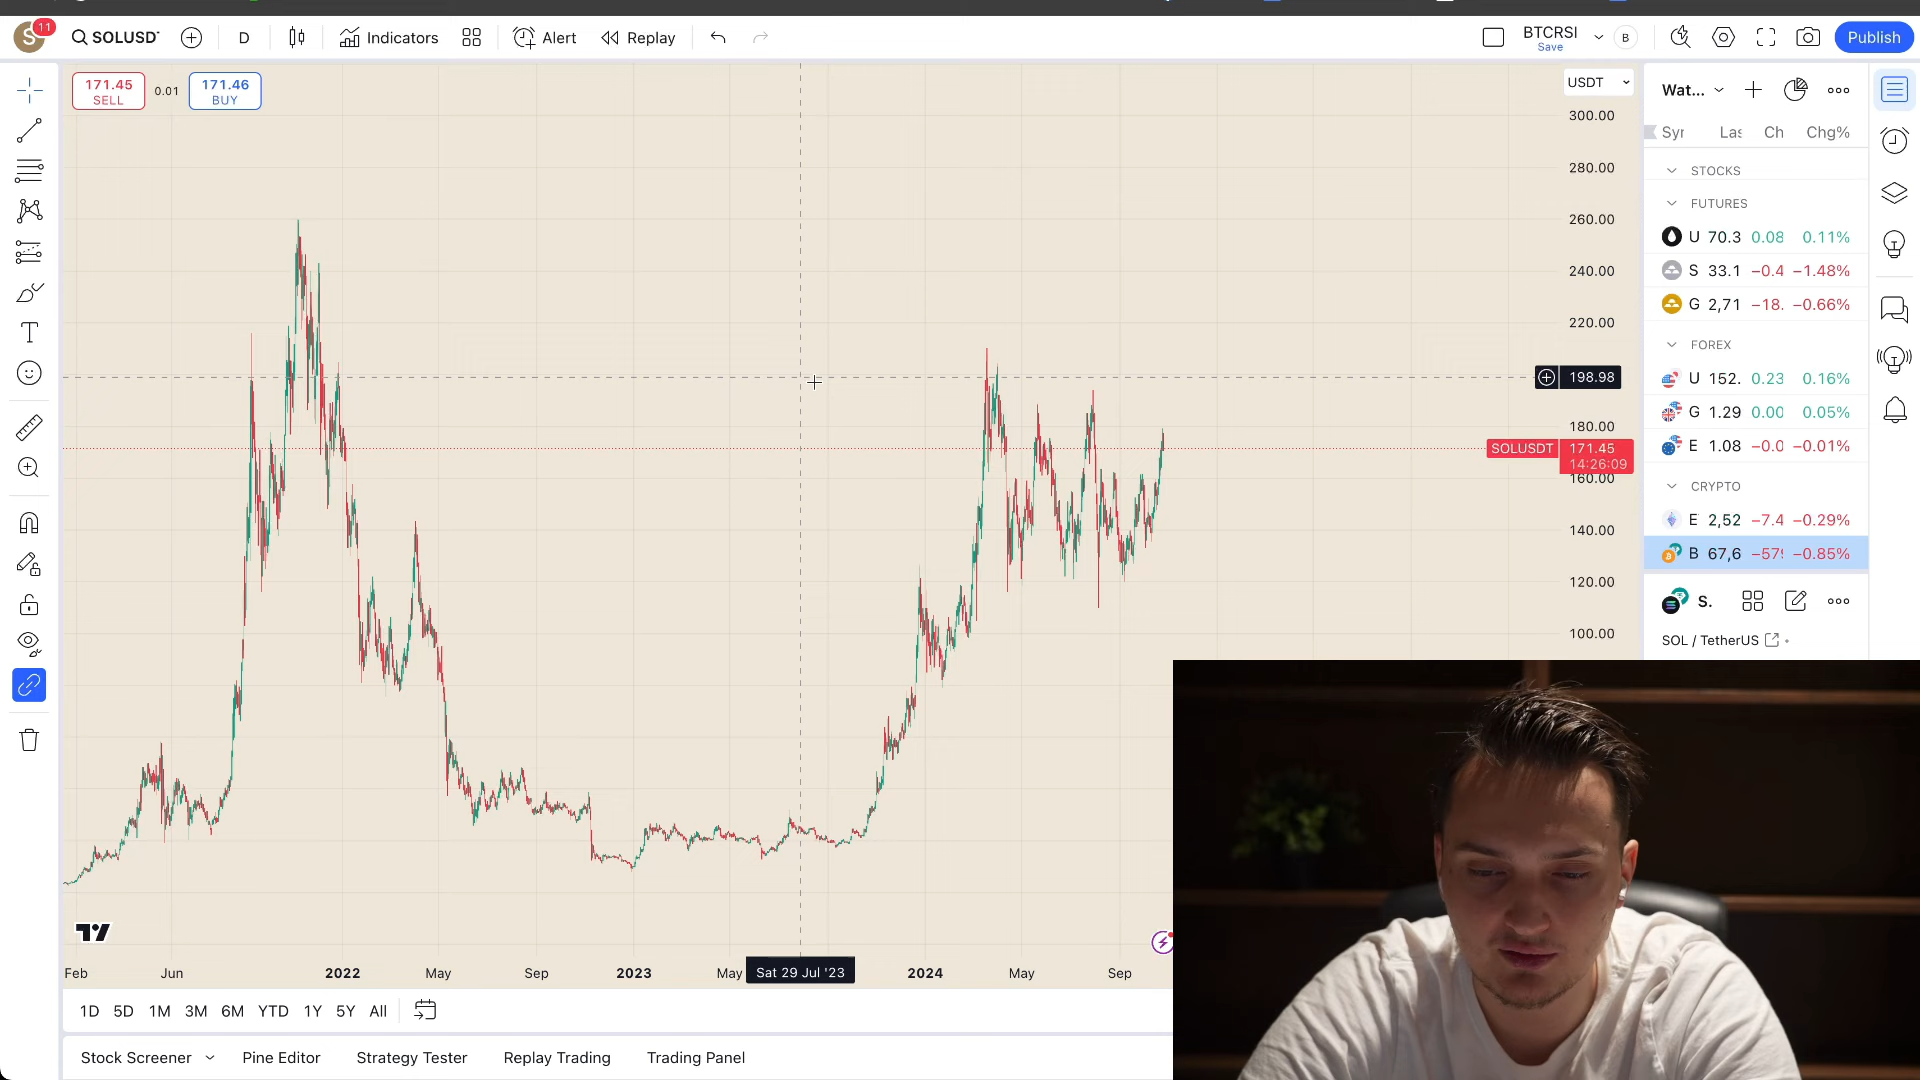 S 11 SOLUSDT D Indicators Alert Replay BTCRSI Save B Publish
171.45 SELL 0.01 171.46 BUY
USDT
300.00
280.00
260.00
240.00
220.00
198.98
180.00
SOLUSDT 171.45
14:26:09
160.00
140.00
120.00
100.00
Feb Jun 2022 May Sep 2023 May Sat 29 Jul '23 2024 May Sep
1D 5D 1M 3M 6M YTD 1Y 5Y All
Stock Screener Pine Editor Strategy Tester Replay Trading Trading Panel
Wat...
Syr Las Ch Chg%
STOCKS
FUTURES
U 70.3 0.08 0.11%
S 33.1 −0.4 −1.48%
G 2,71 −18. −0.66%
FOREX
U 152. 0.23 0.16%
G 1.29 0.00 0.05%
E 1.08 −0.0 −0.01%
CRYPTO
E 2,52 −7.4 −0.29%
B 67,6 −579 −0.85%
S.
SOL / TetherUS